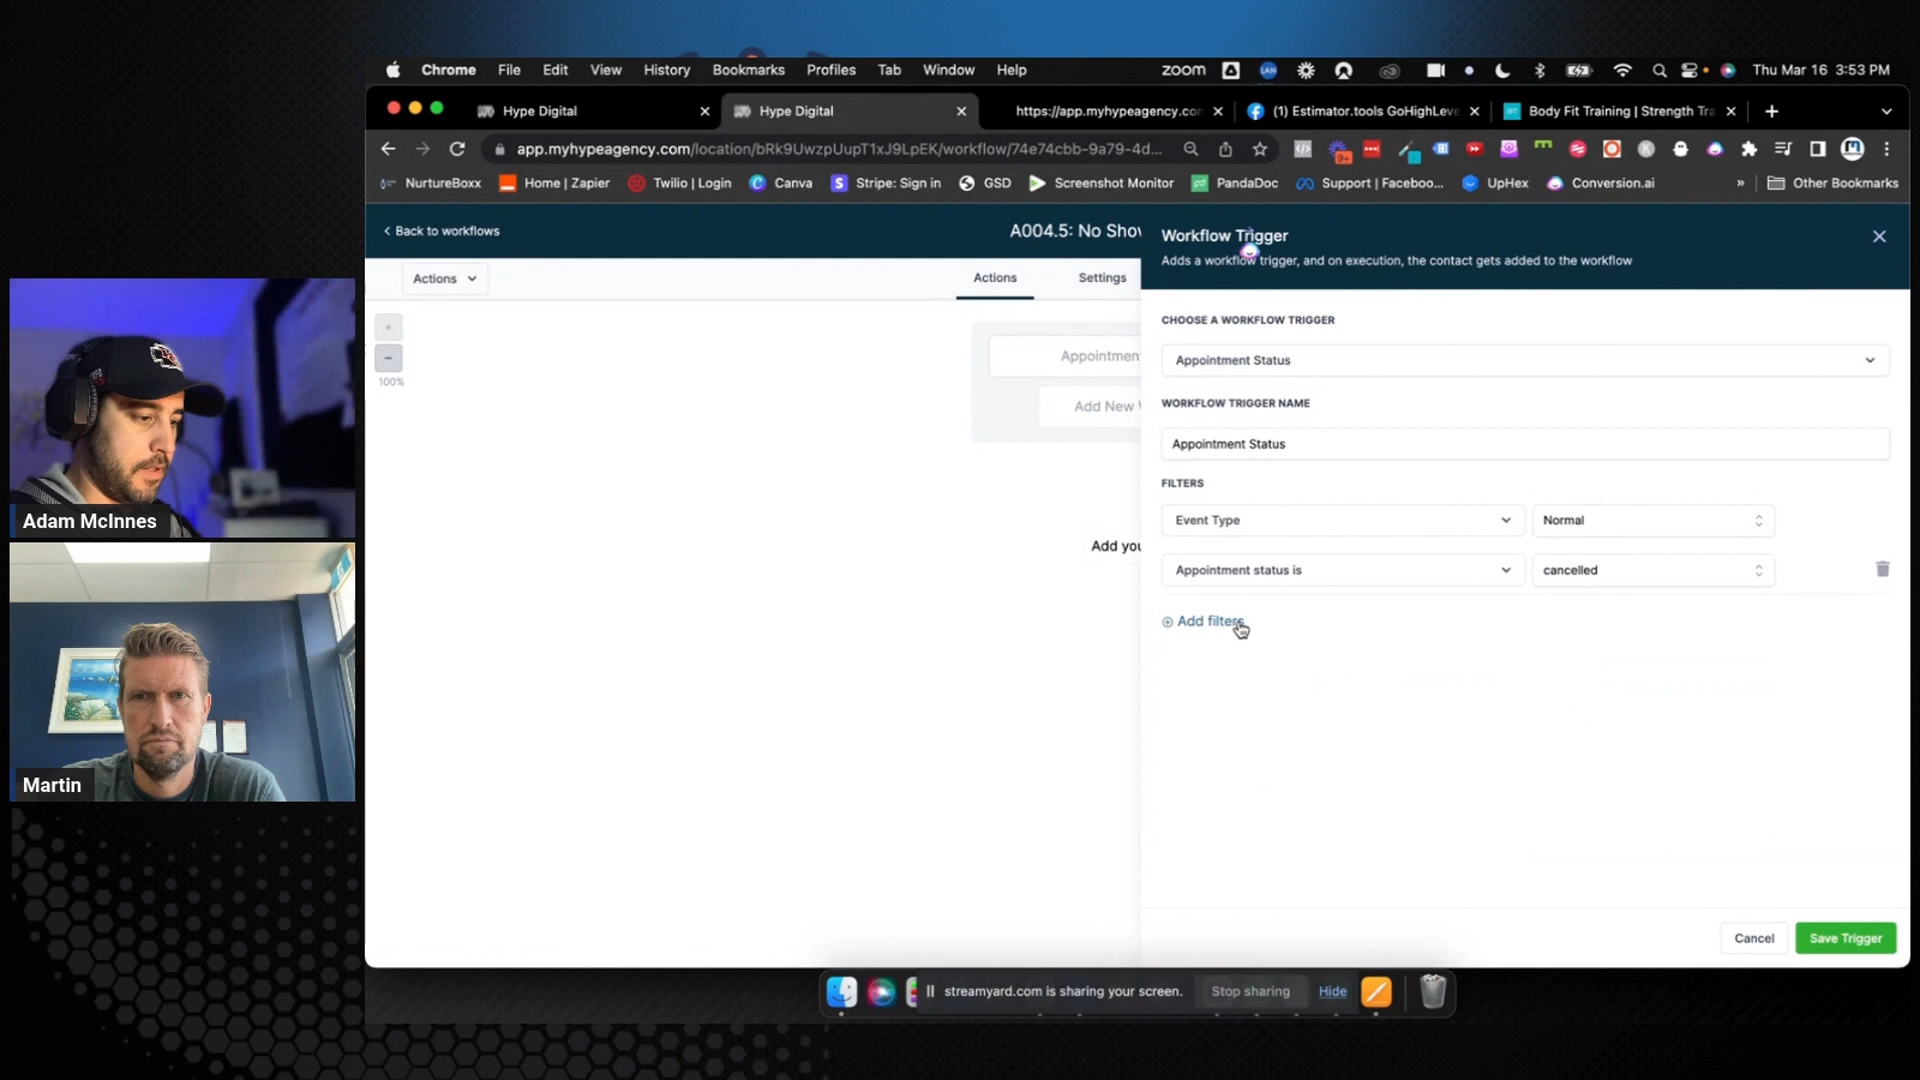 Chrome File Edit View History Bookmarks Profiles Tab Window Help zoom LAN Thu Mar 16 3:53 PM
Hype Digital Hype Digital https://app.myhypeagency.con (1) Estimator.tools GoHighLeve Body Fit Training | Strength Tra
app.myhypeagency.com/location/bRk9UwzpUupT1xJ9LpEK/workflow/74e74cbb-9a79-4d... 9+
NurtureBoxx Home | Zapier Twilio | Login Canva Stripe: Sign in GSD Screenshot Monitor PandaDoc Support | Faceboo... UpHex Conversion.ai » Other Bookmarks
Back to workflows
A004.5: No Shov
Actions
Actions Settings
100%
Appointmen
Add New
Add you
Workflow Trigger
Adds a workflow trigger, and on execution, the contact gets added to the workflow
CHOOSE A WORKFLOW TRIGGER
Appointment Status
WORKFLOW TRIGGER NAME
Appointment Status
FILTERS
Event Type Normal
Appointment status is cancelled
Add filters
Cancel Save Trigger
Adam McInnes
Martin
streamyard.com is sharing your screen. Stop sharing Hide